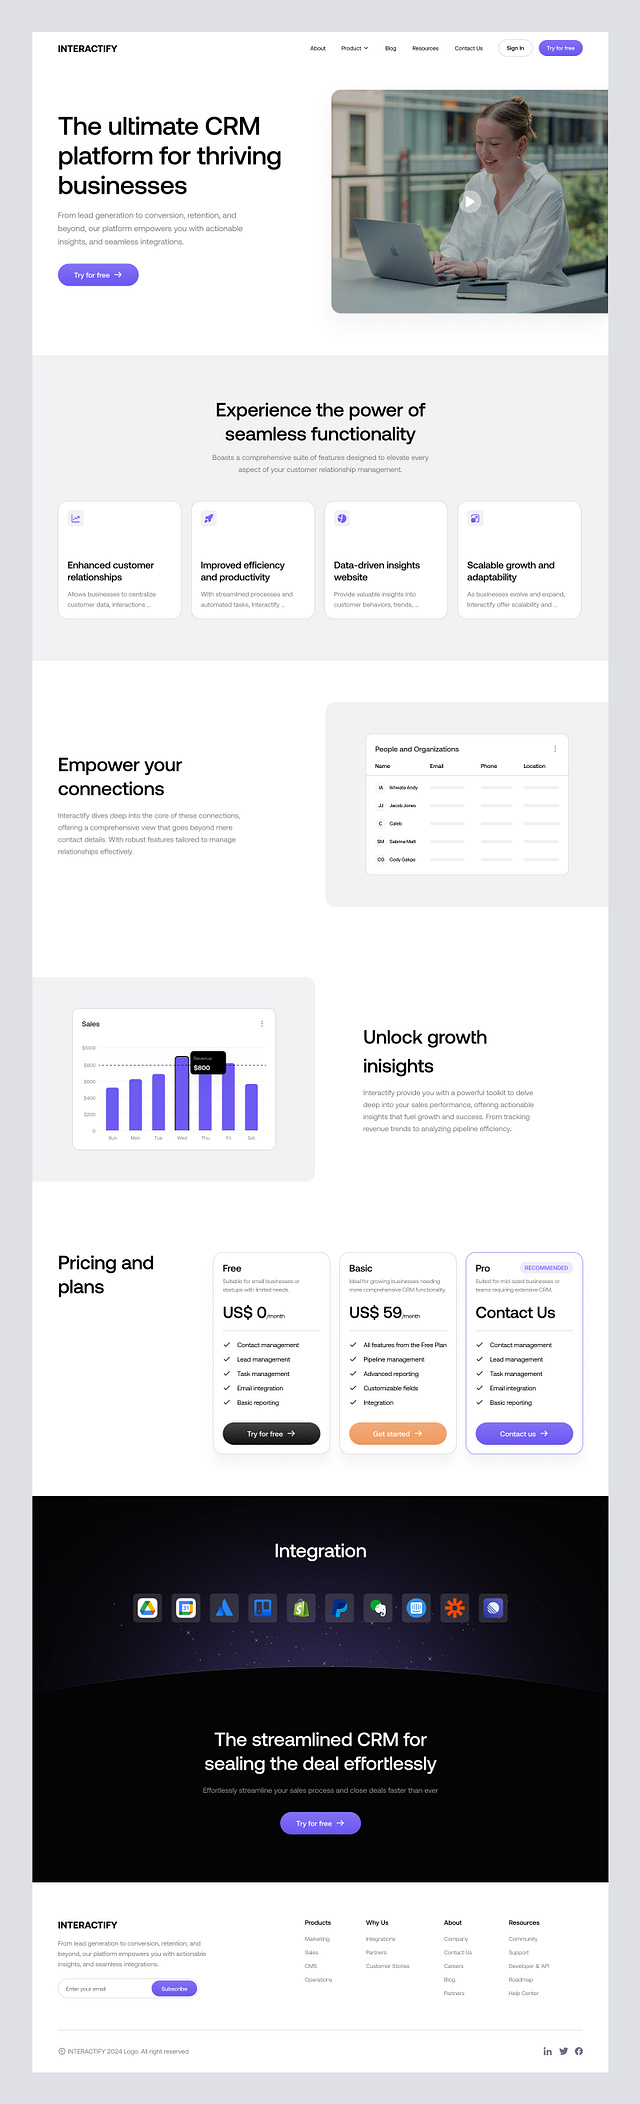 INTERACTIFY
About
Product
Blog
Resources
Contact Us
Sign In
Try for free
The ultimate CRM
platform for thriving
businesses
From lead generation to conversion, retention, and
beyond, our platform empowers you with actionable
insights, and seamless integrations.
Try for free
Experience the power of
seamless functionality
Boasts a comprehensive suite of features designed to elevate every
aspect of your customer relationship management.
Enhanced customer
relationships
Allows businesses to centralize
customer data, interactions ...
Improved efficiency
and productivity
With streamlined processes and
automated tasks, Interactify ...
Data-driven insights
website
Provide valuable insights into
customer behaviors, trends, ...
Scalable growth and
adaptability
As businesses evolve and expand,
Interactify offer scalability and ...
Empower your
connections
Interactify dives deep into the core of these connections,
offering a comprehensive view that goes beyond mere
contact details. With robust features tailored to manage
relationships effectively.
People and Organizations
Name Email Phone Location
IA Ikhwata Andy
JJ Jacob Jones
C Caleb
SM Sabrina Matt
CG Cody Gakpo
Sales
$1000
$800
$600
$400
$200
0
Sun Mon Tue Wed Thu Fri Sat
Revenue
$800
Unlock growth
inisights
Interactify provide you with a powerful toolkit to delve
deep into your sales performance, offering actionable
insights that fuel growth and success. From tracking
revenue trends to analyzing pipeline efficiency.
Pricing and
plans
Free
Suitable for small businesses or
startups with limited needs.
US$ 0/month
Contact management
Lead management
Task management
Email integration
Basic reporting
Try for free
Basic
Ideal for growing businesses needing
more comprehensive CRM functionality.
US$ 59/month
All features from the Free Plan
Pipeline management
Advanced reporting
Customizable fields
Integration
Get started
Pro
RECOMMENDED
Suited for mid-sized businesses or
teams requiring extensive CRM.
Contact Us
Contact management
Lead management
Task management
Email integration
Basic reporting
Contact us
Integration
31
The streamlined CRM for
sealing the deal effortlessly
Effortlessly streamline your sales process and close deals faster than ever
Try for free
INTERACTIFY
From lead generation to conversion, retention, and
beyond, our platform empowers you with actionable
insights, and seamless integrations.
Enter your email
Subscribe
Products
Marketing
Sales
CMS
Operations
Why Us
Integrations
Partners
Customer Stories
About
Company
Contact Us
Careers
Blog
Partners
Resources
Community
Support
Developer & API
Roadmap
Help Center
© INTERACTIFY 2024 Logo. All right reserved